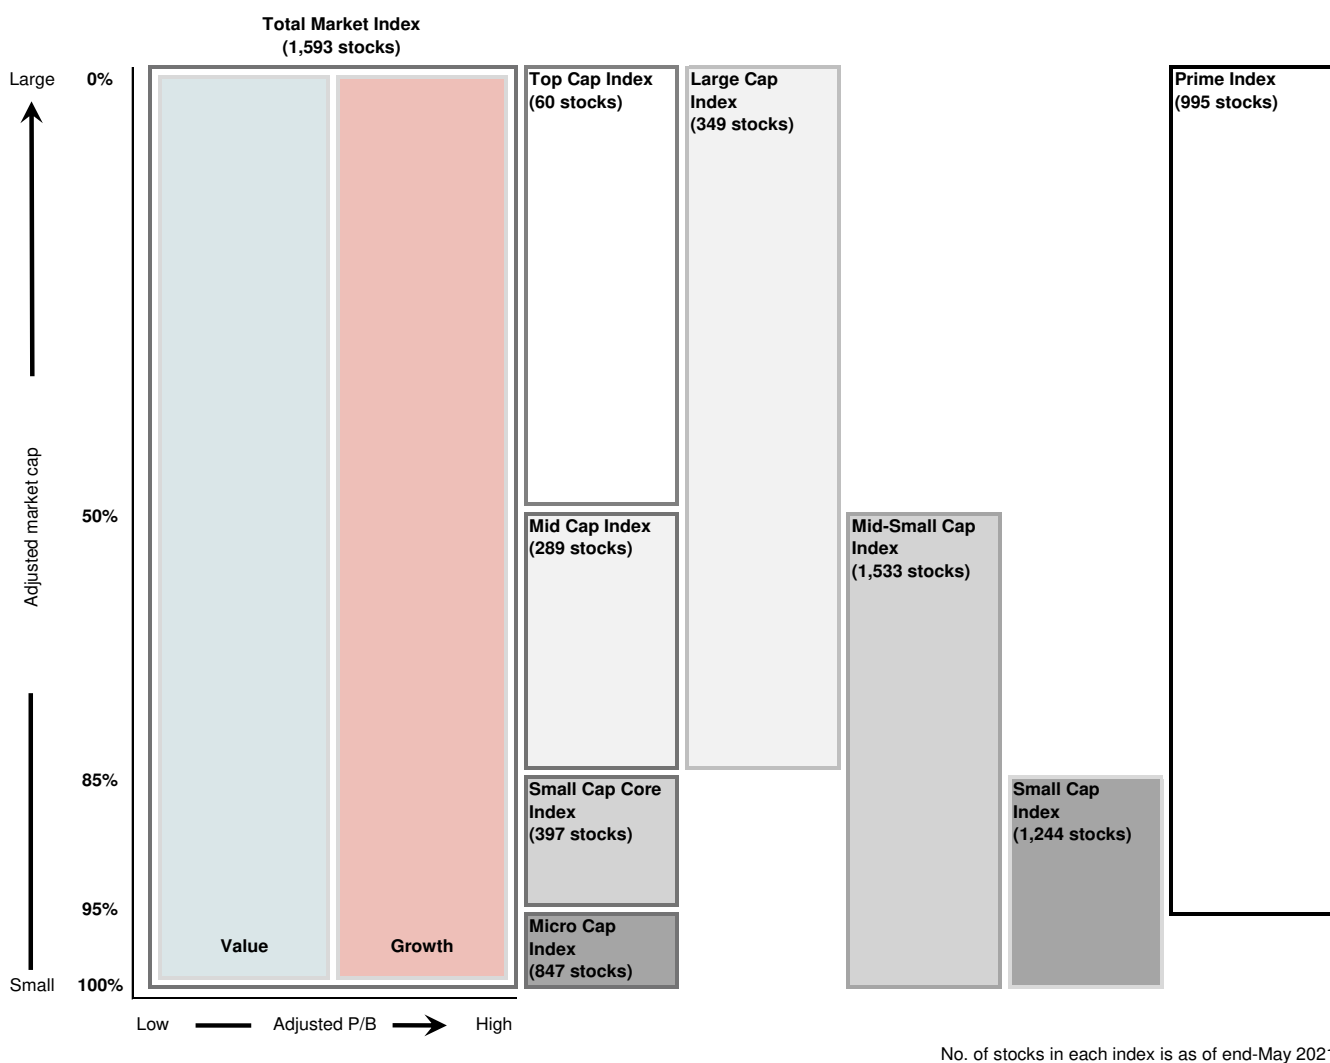 Total Market Index
(1,593 stocks)
Large
0%
Top Cap Index
(60 stocks)
Large Cap
Index
(349 stocks)
Prime Index
(995 stocks)
Adjusted market cap
50%
Mid Cap Index
(289 stocks)
Mid-Small Cap
Index
(1,533 stocks)
85%
Small Cap Core
Index
(397 stocks)
Small Cap
Index
(1,244 stocks)
95%
Micro Cap
Index
(847 stocks)
Value
Growth
Small
100%
Low
Adjusted P/B
High
No. of stocks in each index is as of end-May 2021